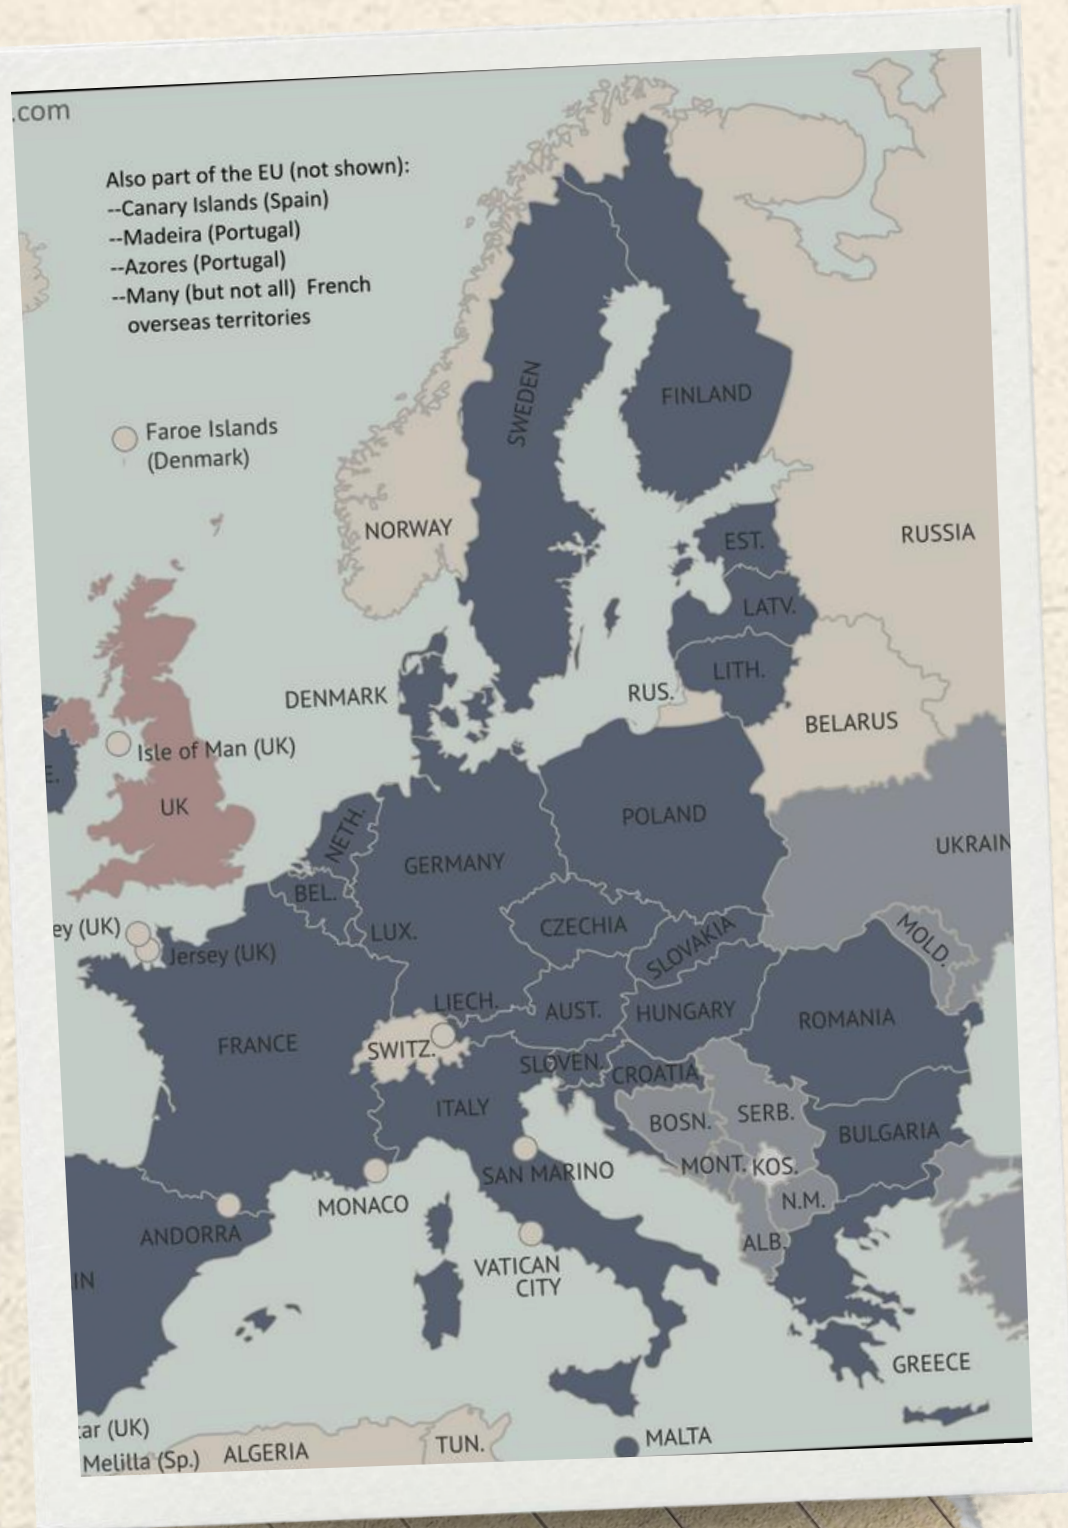 .com
Also part of the EU (not shown):
--Canary Islands (Spain)
--Madeira (Portugal)
--Azores (Portugal)
--Many (but not all) French
overseas territories
Faroe Islands
(Denmark)
SWEDEN
FINLAND
NORWAY
RUSSIA
EST.
LATV.
LITH.
DENMARK
RUS.
BELARUS
Isle of Man (UK)
E.
UK
NETH.
POLAND
UKRAIN
GERMANY
BEL.
ey (UK)
Jersey (UK)
LUX.
CZECHIA
SLOVAKIA
MOLD.
LIECH.
AUST.
HUNGARY
ROMANIA
FRANCE
SWITZ.
SLOVEN.
CROATIA
ITALY
BOSN.
SERB.
BULGARIA
SAN MARINO
MONT.
KOS.
MONACO
N.M.
ANDORRA
ALB.
VATICAN
CITY
IN
GREECE
ar (UK)
Melilla (Sp.)
ALGERIA
TUN.
MALTA